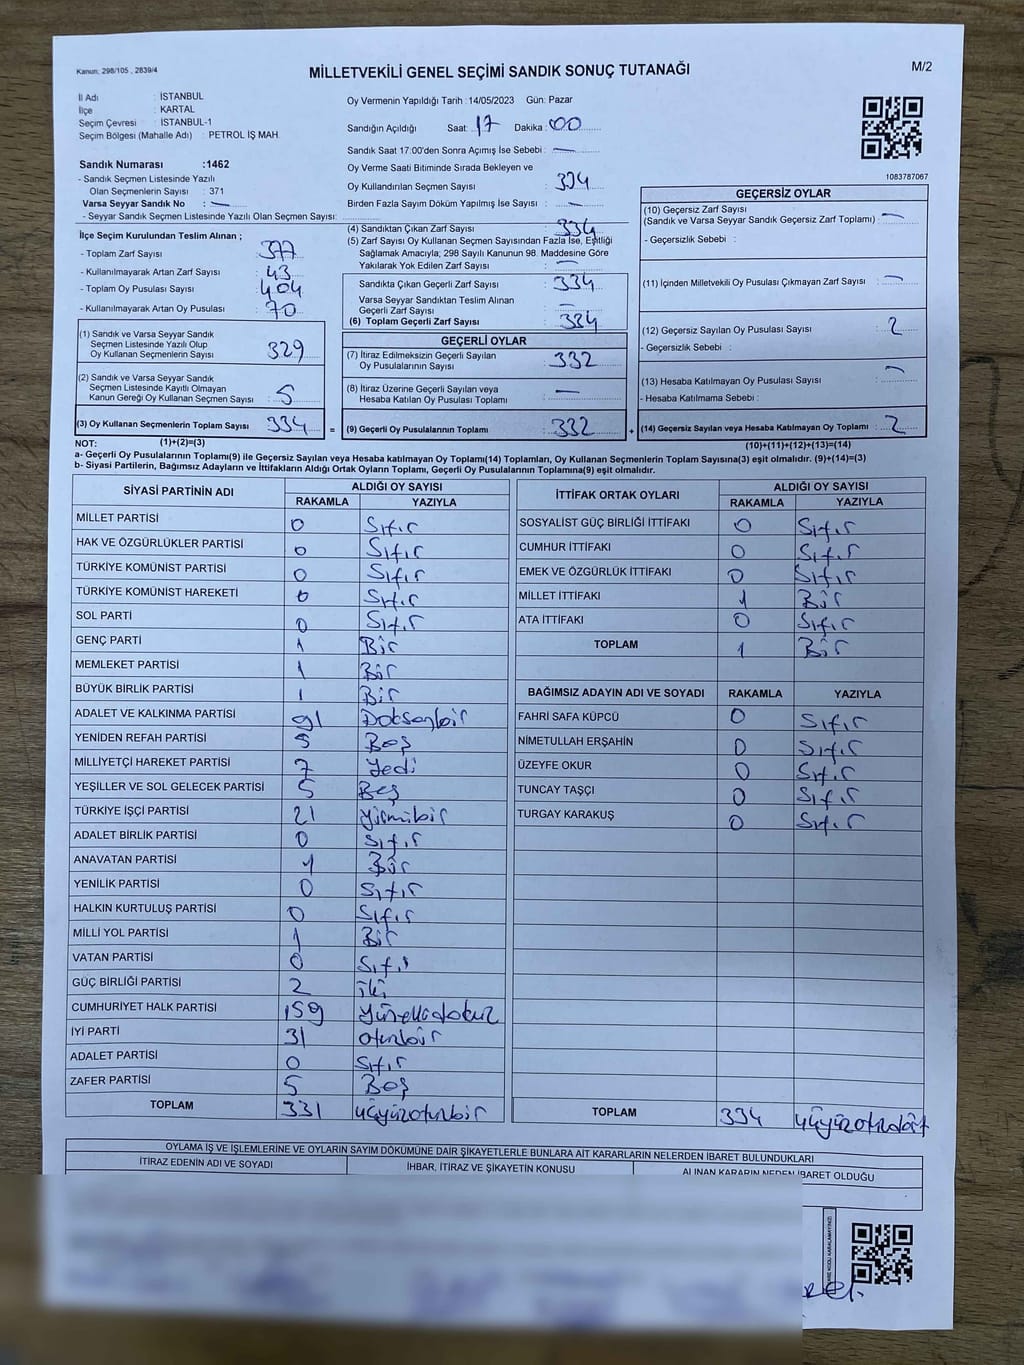 Kanun: 298/105 , 2839/4
MİLLETVEKİLİ GENEL SEÇİMİ SANDIK SONUÇ TUTANAĞI
M/2
İl Adı : İSTANBUL
İlçe : KARTAL
Seçim Çevresi : İSTANBUL-1
Seçim Bölgesi (Mahalle Adı) : PETROL İŞ MAH.
Sandık Numarası :1462
- Sandık Seçmen Listesinde Yazılı
Olan Seçmenlerin Sayısı : 371
Varsa Seyyar Sandık No : —
- Seyyar Sandık Seçmen Listesinde Yazılı Olan Seçmen Sayısı:
İlçe Seçim Kurulundan Teslim Alınan ;
- Toplam Zarf Sayısı : 377
- Kullanılmayarak Artan Zarf Sayısı : 43
- Toplam Oy Pusulası Sayısı : 404
- Kullanılmayarak Artan Oy Pusulası : 70
(1) Sandık ve Varsa Seyyar Sandık
Seçmen Listesinde Yazılı Olup
Oy Kullanan Seçmenlerin Sayısı : 329
(2) Sandık ve Varsa Seyyar Sandık
Seçmen Listesinde Kayıtlı Olmayan
Kanun Gereği Oy Kullanan Seçmen Sayısı : 5
(3) Oy Kullanan Seçmenlerin Toplam Sayısı : 334 =
Oy Vermenin Yapıldığı Tarih : 14/05/2023 Gün: Pazar
Sandığın Açıldığı Saat: 17 Dakika : 00
Sandık Saat 17:00'den Sonra Açımış İse Sebebi : —
Oy Verme Saati Bitiminde Sırada Bekleyen ve
Oy Kullandırılan Seçmen Sayısı : 334
Birden Fazla Sayım Döküm Yapılmış İse Sayısı : —
(4) Sandıktan Çıkan Zarf Sayısı : 334
(5) Zarf Sayısı Oy Kullanan Seçmen Sayısından Fazla İse, Eşitliği
Sağlamak Amacıyla, 298 Sayılı Kanunun 98. Maddesine Göre
Yakılarak Yok Edilen Zarf Sayısı : —
Sandıkta Çıkan Geçerli Zarf Sayısı : 334
Varsa Seyyar Sandıktan Teslim Alınan
Geçerli Zarf Sayısı : —
(6) Toplam Geçerli Zarf Sayısı : 334
GEÇERLİ OYLAR
(7) İtiraz Edilmeksizin Geçerli Sayılan
Oy Pusulalarının Sayısı : 332
(8) İtiraz Üzerine Geçerli Sayılan veya
Hesaba Katılan Oy Pusulası Toplamı : —
(9) Geçerli Oy Pusulalarının Toplamı : 332 +
1083787067
GEÇERSİZ OYLAR
(10) Geçersiz Zarf Sayısı
(Sandık ve Varsa Seyyar Sandık Geçersiz Zarf Toplamı) : —
- Geçersizlik Sebebi :
(11) İçinden Milletvekili Oy Pusulası Çıkmayan Zarf Sayısı : —
(12) Geçersiz Sayılan Oy Pusulası Sayısı : 2
- Geçersizlik Sebebi :
(13) Hesaba Katılmayan Oy Pusulası Sayısı : —
- Hesaba Katılmama Sebebi :
(14) Geçersiz Sayılan veya Hesaba Katılmayan Oy Toplamı : 2
NOT: (1)+(2)=(3) (10)+(11)+(12)+(13)=(14)
a- Geçerli Oy Pusulalarının Toplamı(9) ile Geçersiz Sayılan veya Hesaba katılmayan Oy Toplamı(14) Toplamları, Oy Kullanan Seçmenlerin Toplam Sayısına(3) eşit olmalıdır. (9)+(14)=(3)
b- Siyasi Partilerin, Bağımsız Adayların ve İttifakların Aldığı Ortak Oyların Toplamı, Geçerli Oy Pusulalarının Toplamına(9) eşit olmalıdır.
SİYASİ PARTİNİN ADI ALDIĞI OY SAYISI
RAKAMLA YAZIYLA
MİLLET PARTİSİ 0 Sıfır
HAK VE ÖZGÜRLÜKLER PARTİSİ 0 Sıfır
TÜRKİYE KOMÜNİST PARTİSİ 0 Sıfır
TÜRKİYE KOMÜNİST HAREKETİ 0 Sıfır
SOL PARTİ 0 Sıfır
GENÇ PARTİ 1 Bir
MEMLEKET PARTİSİ 1 Bir
BÜYÜK BİRLİK PARTİSİ 1 Bir
ADALET VE KALKINMA PARTİSİ 91 Doksanbir
YENİDEN REFAH PARTİSİ 5 Beş
MİLLİYETÇİ HAREKET PARTİSİ 7 Yedi
YEŞİLLER VE SOL GELECEK PARTİSİ 5 Beş
TÜRKİYE İŞÇİ PARTİSİ 21 Yirmibir
ADALET BİRLİK PARTİSİ 0 Sıfır
ANAVATAN PARTİSİ 1 Bir
YENİLİK PARTİSİ 0 Sıfır
HALKIN KURTULUŞ PARTİSİ 0 Sıfır
MİLLİ YOL PARTİSİ 1 Bir
VATAN PARTİSİ 0 Sıfır
GÜÇ BİRLİĞİ PARTİSİ 2 iki
CUMHURİYET HALK PARTİSİ 159 Yüzellidokuz
İYİ PARTİ 31 otuzbir
ADALET PARTİSİ 0 Sıfır
ZAFER PARTİSİ 5 Beş
TOPLAM 331 üçyüzotuzbir
İTTİFAK ORTAK OYLARI ALDIĞI OY SAYISI
RAKAMLA YAZIYLA
SOSYALİST GÜÇ BİRLİĞİ İTTİFAKI 0 Sıfır
CUMHUR İTTİFAKI 0 Sıfır
EMEK VE ÖZGÜRLÜK İTTİFAKI 0 Sıfır
MİLLET İTTİFAKI 1 Bir
ATA İTTİFAKI 0 Sıfır
TOPLAM 1 Bir
BAĞIMSIZ ADAYIN ADI VE SOYADI RAKAMLA YAZIYLA
FAHRİ SAFA KÜPCÜ 0 Sıfır
NİMETULLAH ERŞAHİN 0 Sıfır
ÜZEYFE OKUR 0 Sıfır
TUNCAY TAŞÇI 0 Sıfır
TURGAY KARAKUŞ 0 Sıfır
TOPLAM 334 üçyüzotuzdört
OYLAMA İŞ VE İŞLEMLERİNE VE OYLARIN SAYIM DÖKÜMÜNE DAİR ŞİKAYETLERLE BUNLARA AİT KARARLARIN NELERDEN İBARET BULUNDUKLARI
İTİRAZ EDENİN ADI VE SOYADI İHBAR, İTİRAZ VE ŞİKAYETİN KONUSU ALINAN KARARIN NEDEN İBARET OLDUĞU